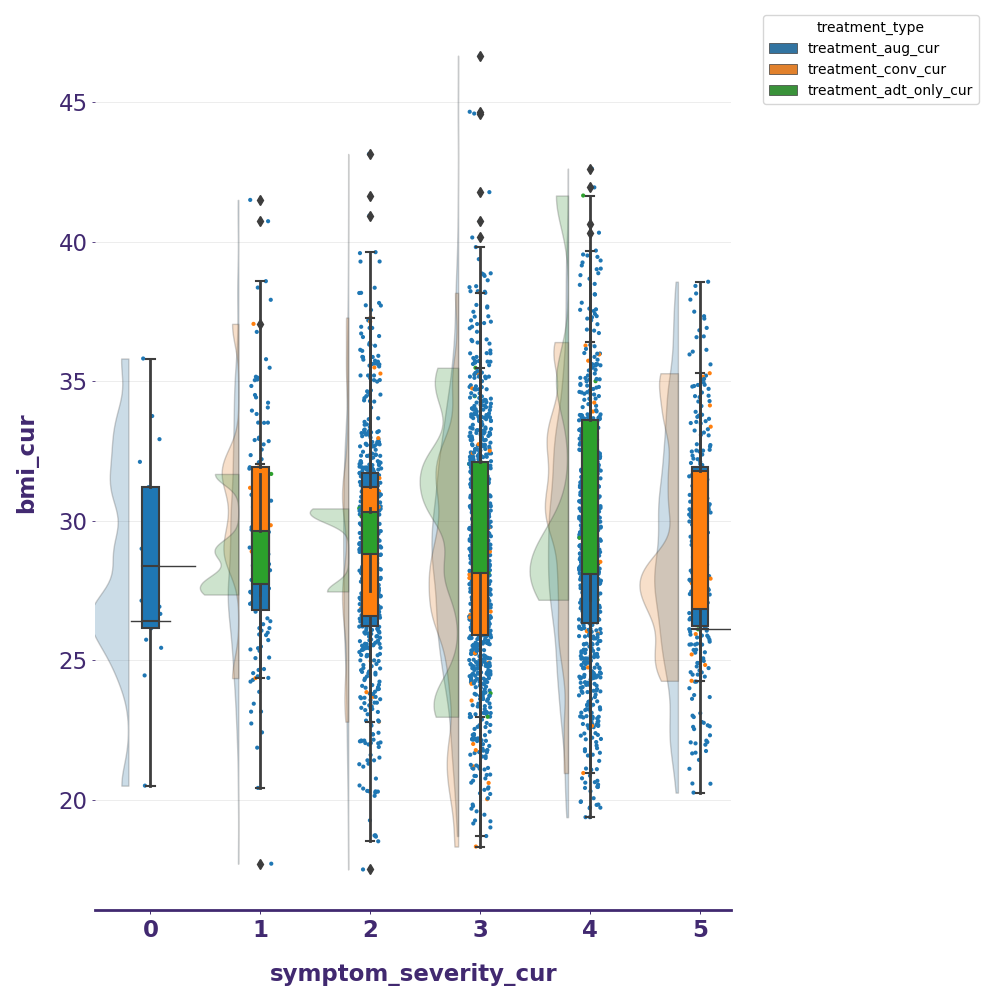 treatment_type
treatment_aug_cur
treatment_conv_cur
treatment_adt_only_cur
45
40
35
30
25
20
bmi_cur
0 1 2 3 4 5
symptom_severity_cur